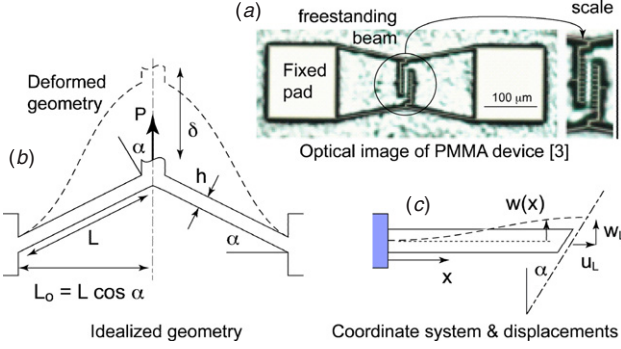 (a)
freestanding
beam
scale
Fixed
pad
100 μm
Optical image of PMMA device [3]
Deformed
geometry
(b)
P
δ
α
h
L
α
L₀ = L cos α
Idealized geometry
(c)
w(x)
w_L
u_L
x
α
Coordinate system & displacements